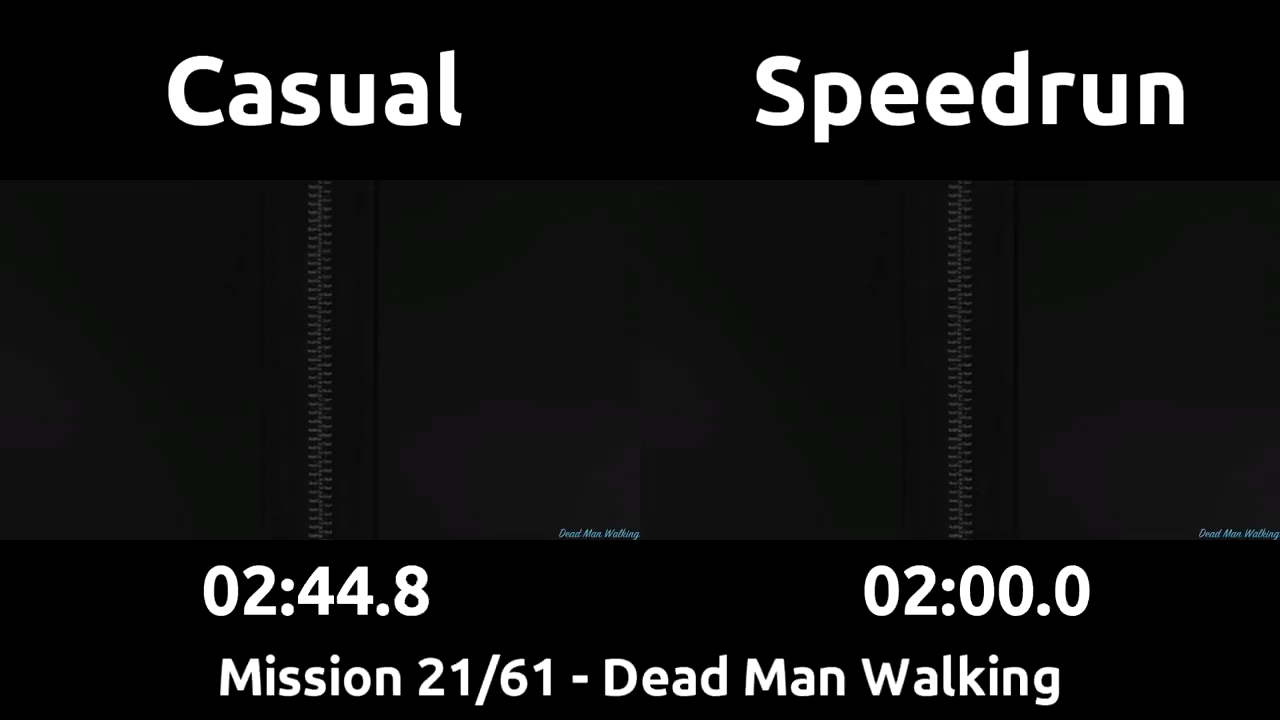 Casual Speedrun
Dead Man Walking Dead Man Walking
02:44.8 02:00.0
Mission 21/61 - Dead Man Walking